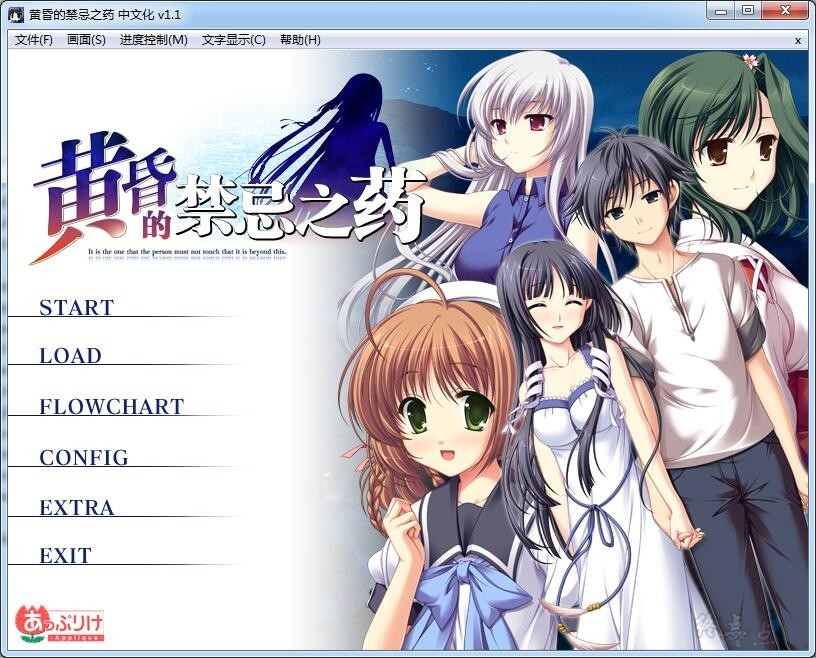 黄昏的禁忌之药 中文化 v1.1
文件(F) 画面(S) 进度控制(M) 文字显示(C) 帮助(H) x
黄昏的禁忌之药
It is the one that the person must not touch that it is beyond this.
START
LOAD
FLOWCHART
CONFIG
EXTRA
EXIT
あっぷりけ
-Applique-